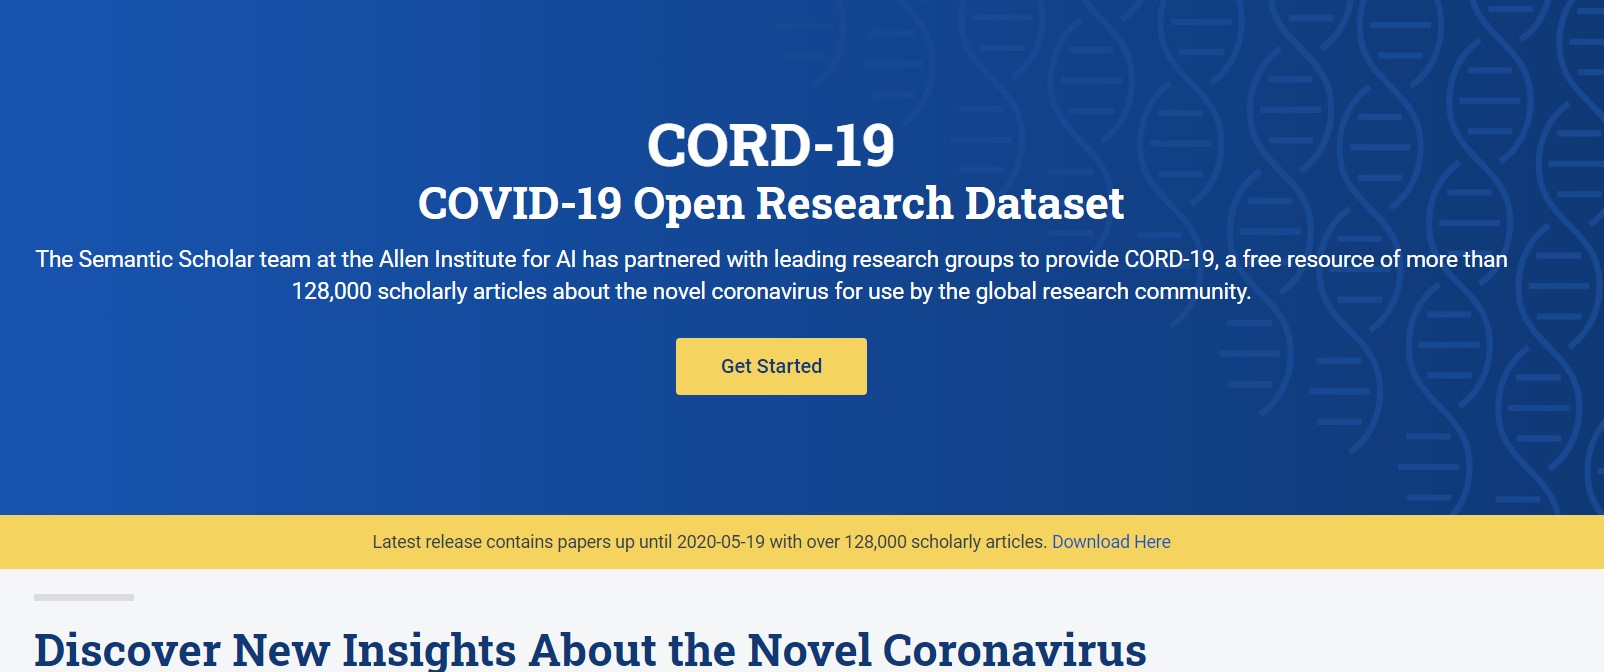 CORD-19
COVID-19 Open Research Dataset
The Semantic Scholar team at the Allen Institute for AI has partnered with leading research groups to provide CORD-19, a free resource of more than
128,000 scholarly articles about the novel coronavirus for use by the global research community.
Get Started
Latest release contains papers up until 2020-05-19 with over 128,000 scholarly articles. Download Here
Discover New Insights About the Novel Coronavirus